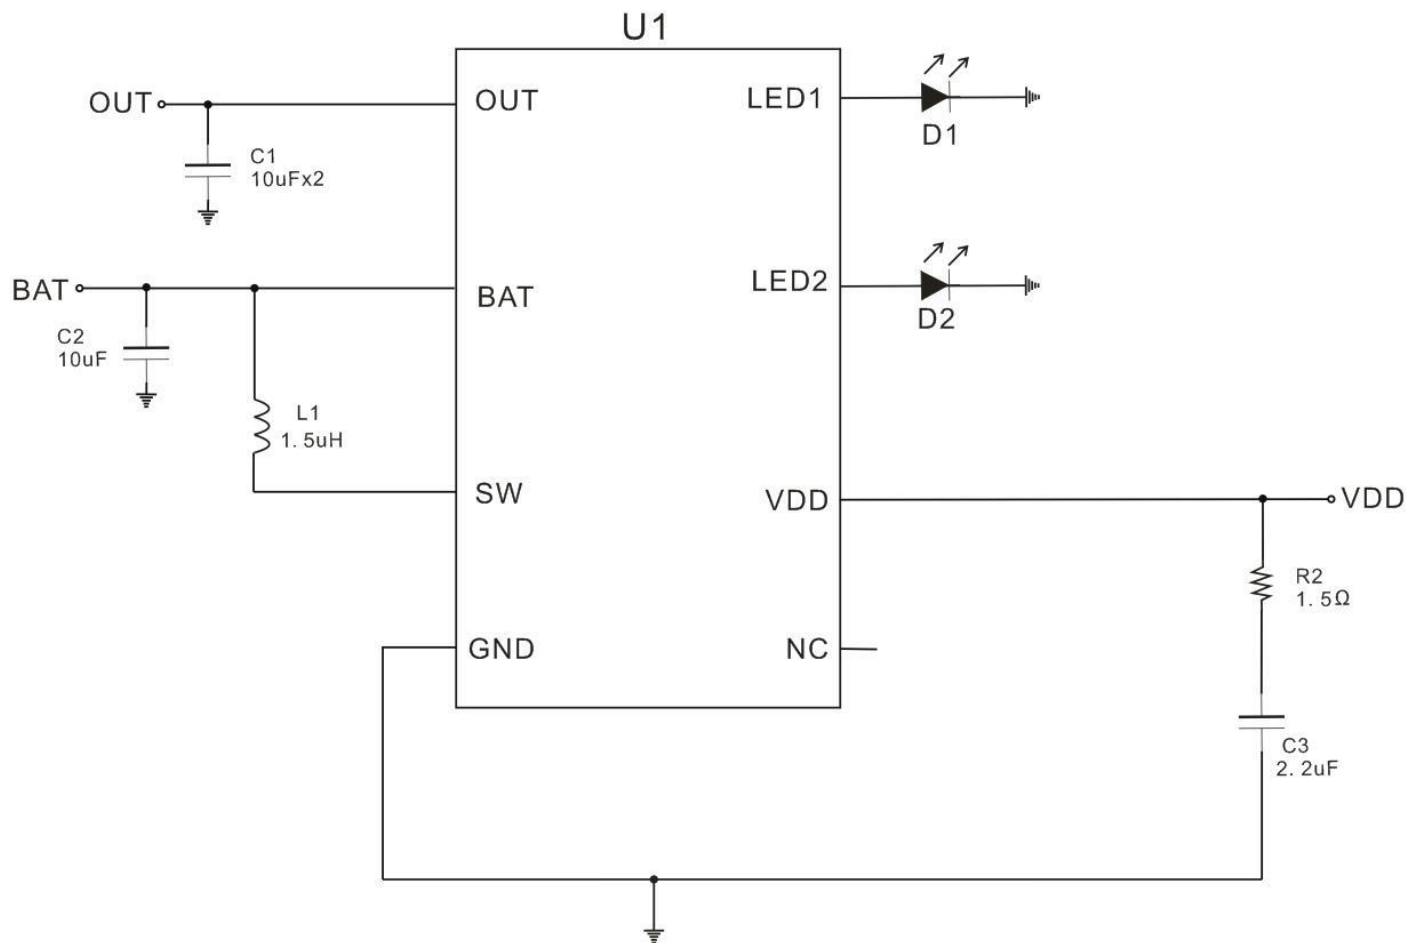 U1
OUT
OUT
LED1
C1
10uFx2
D1
BAT
BAT
LED2
C2
10uF
D2
L1
1.5uH
SW
VDD
VDD
R2
1.5Ω
GND
NC
C3
2.2uF